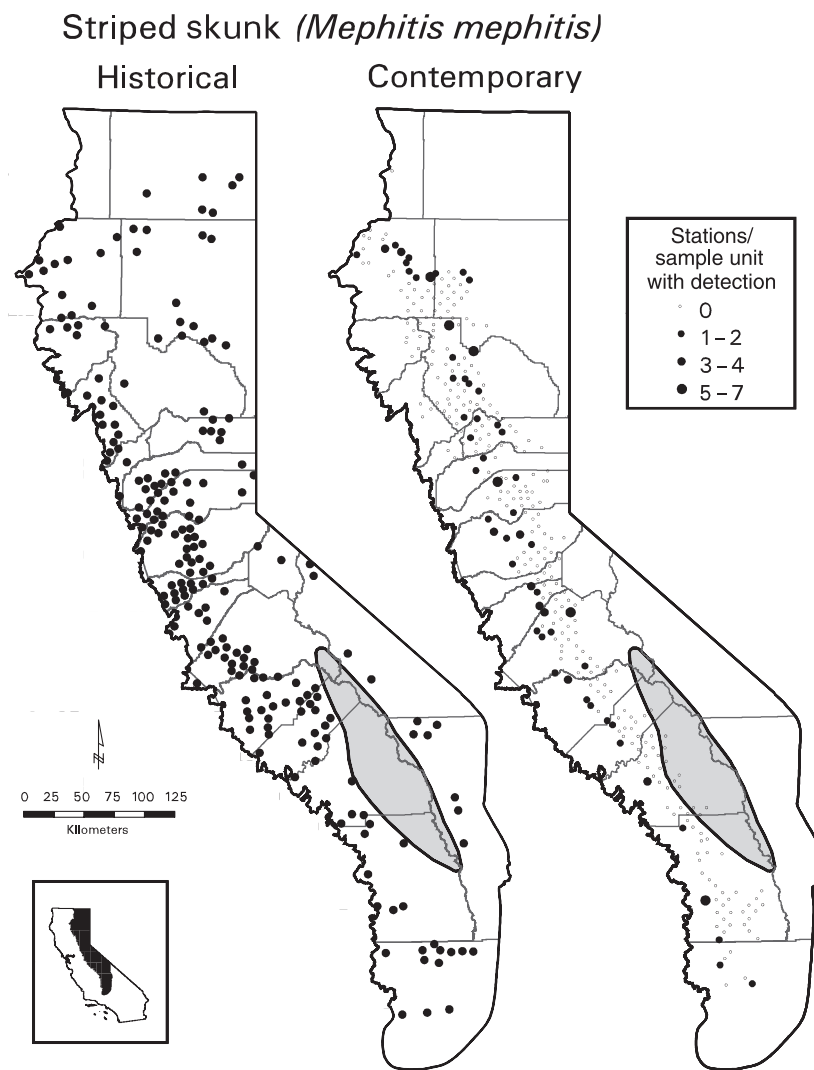 Striped skunk (Mephitis mephitis)
Historical
Contemporary
Stations/
sample unit
with detection
0
1–2
3–4
5–7
N
0 25 50 75 100 125
Kilometers